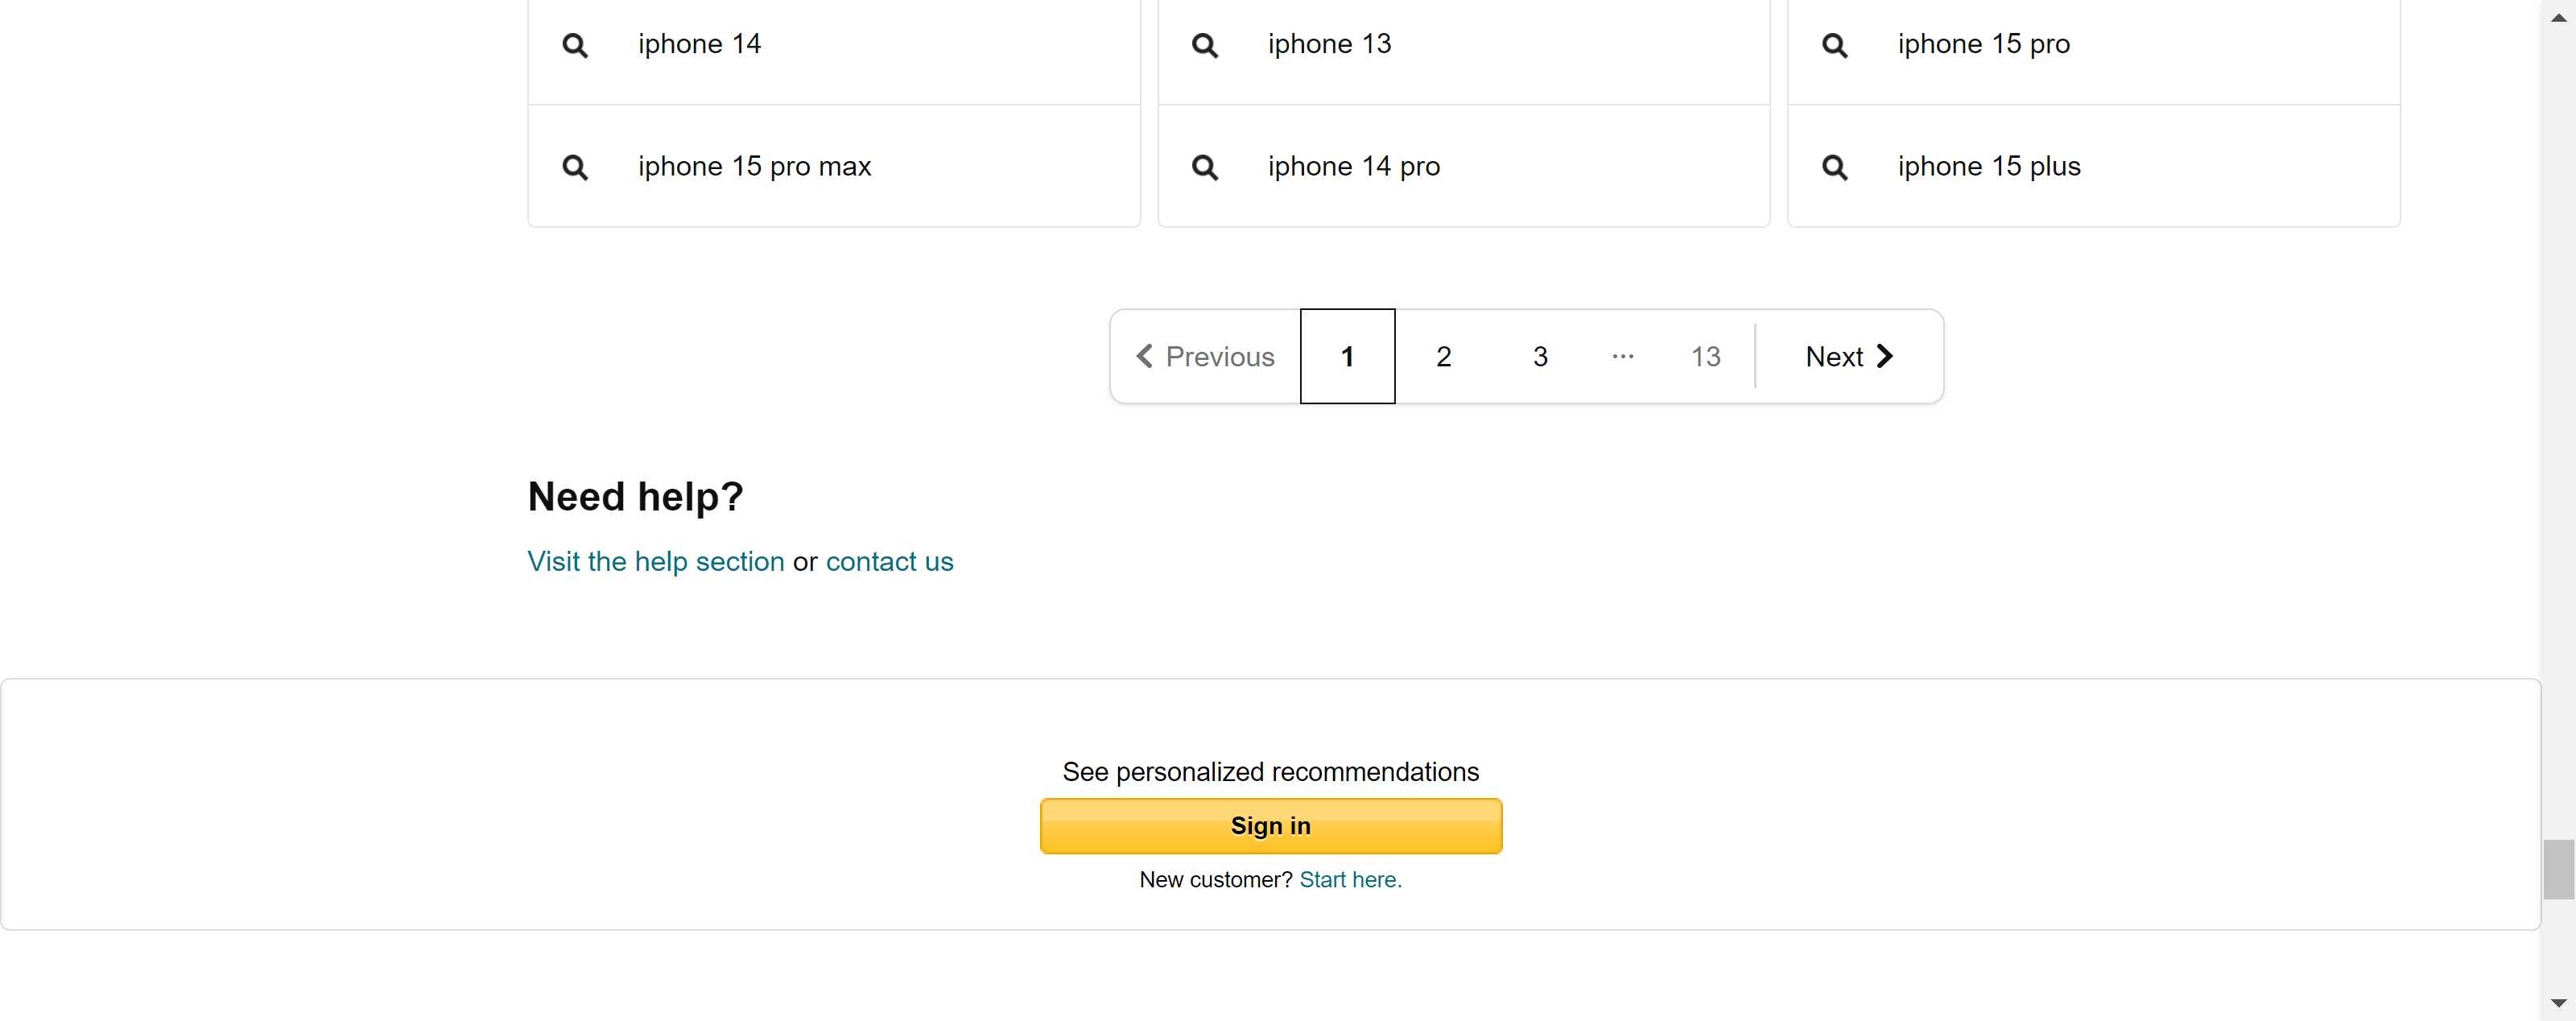 iphone 14
iphone 13
iphone 15 pro
iphone 15 pro max
iphone 14 pro
iphone 15 plus
Previous 1 2 3 ··· 13 Next
Need help?
Visit the help section or contact us
See personalized recommendations
Sign in
New customer? Start here.